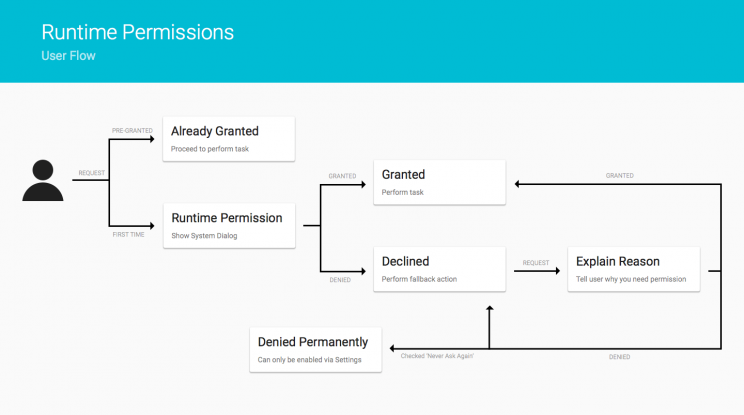 Runtime Permissions
User Flow
PRE-GRANTED
Already Granted
Proceed to perform task
REQUEST
FIRST TIME
Runtime Permission
Show System Dialog
GRANTED
Granted
Perform task
GRANTED
DENIED
Declined
Perform fallback action
REQUEST
Explain Reason
Tell user why you need permission
Denied Permanently
Can only be enabled via Settings
Checked 'Never Ask Again'
DENIED